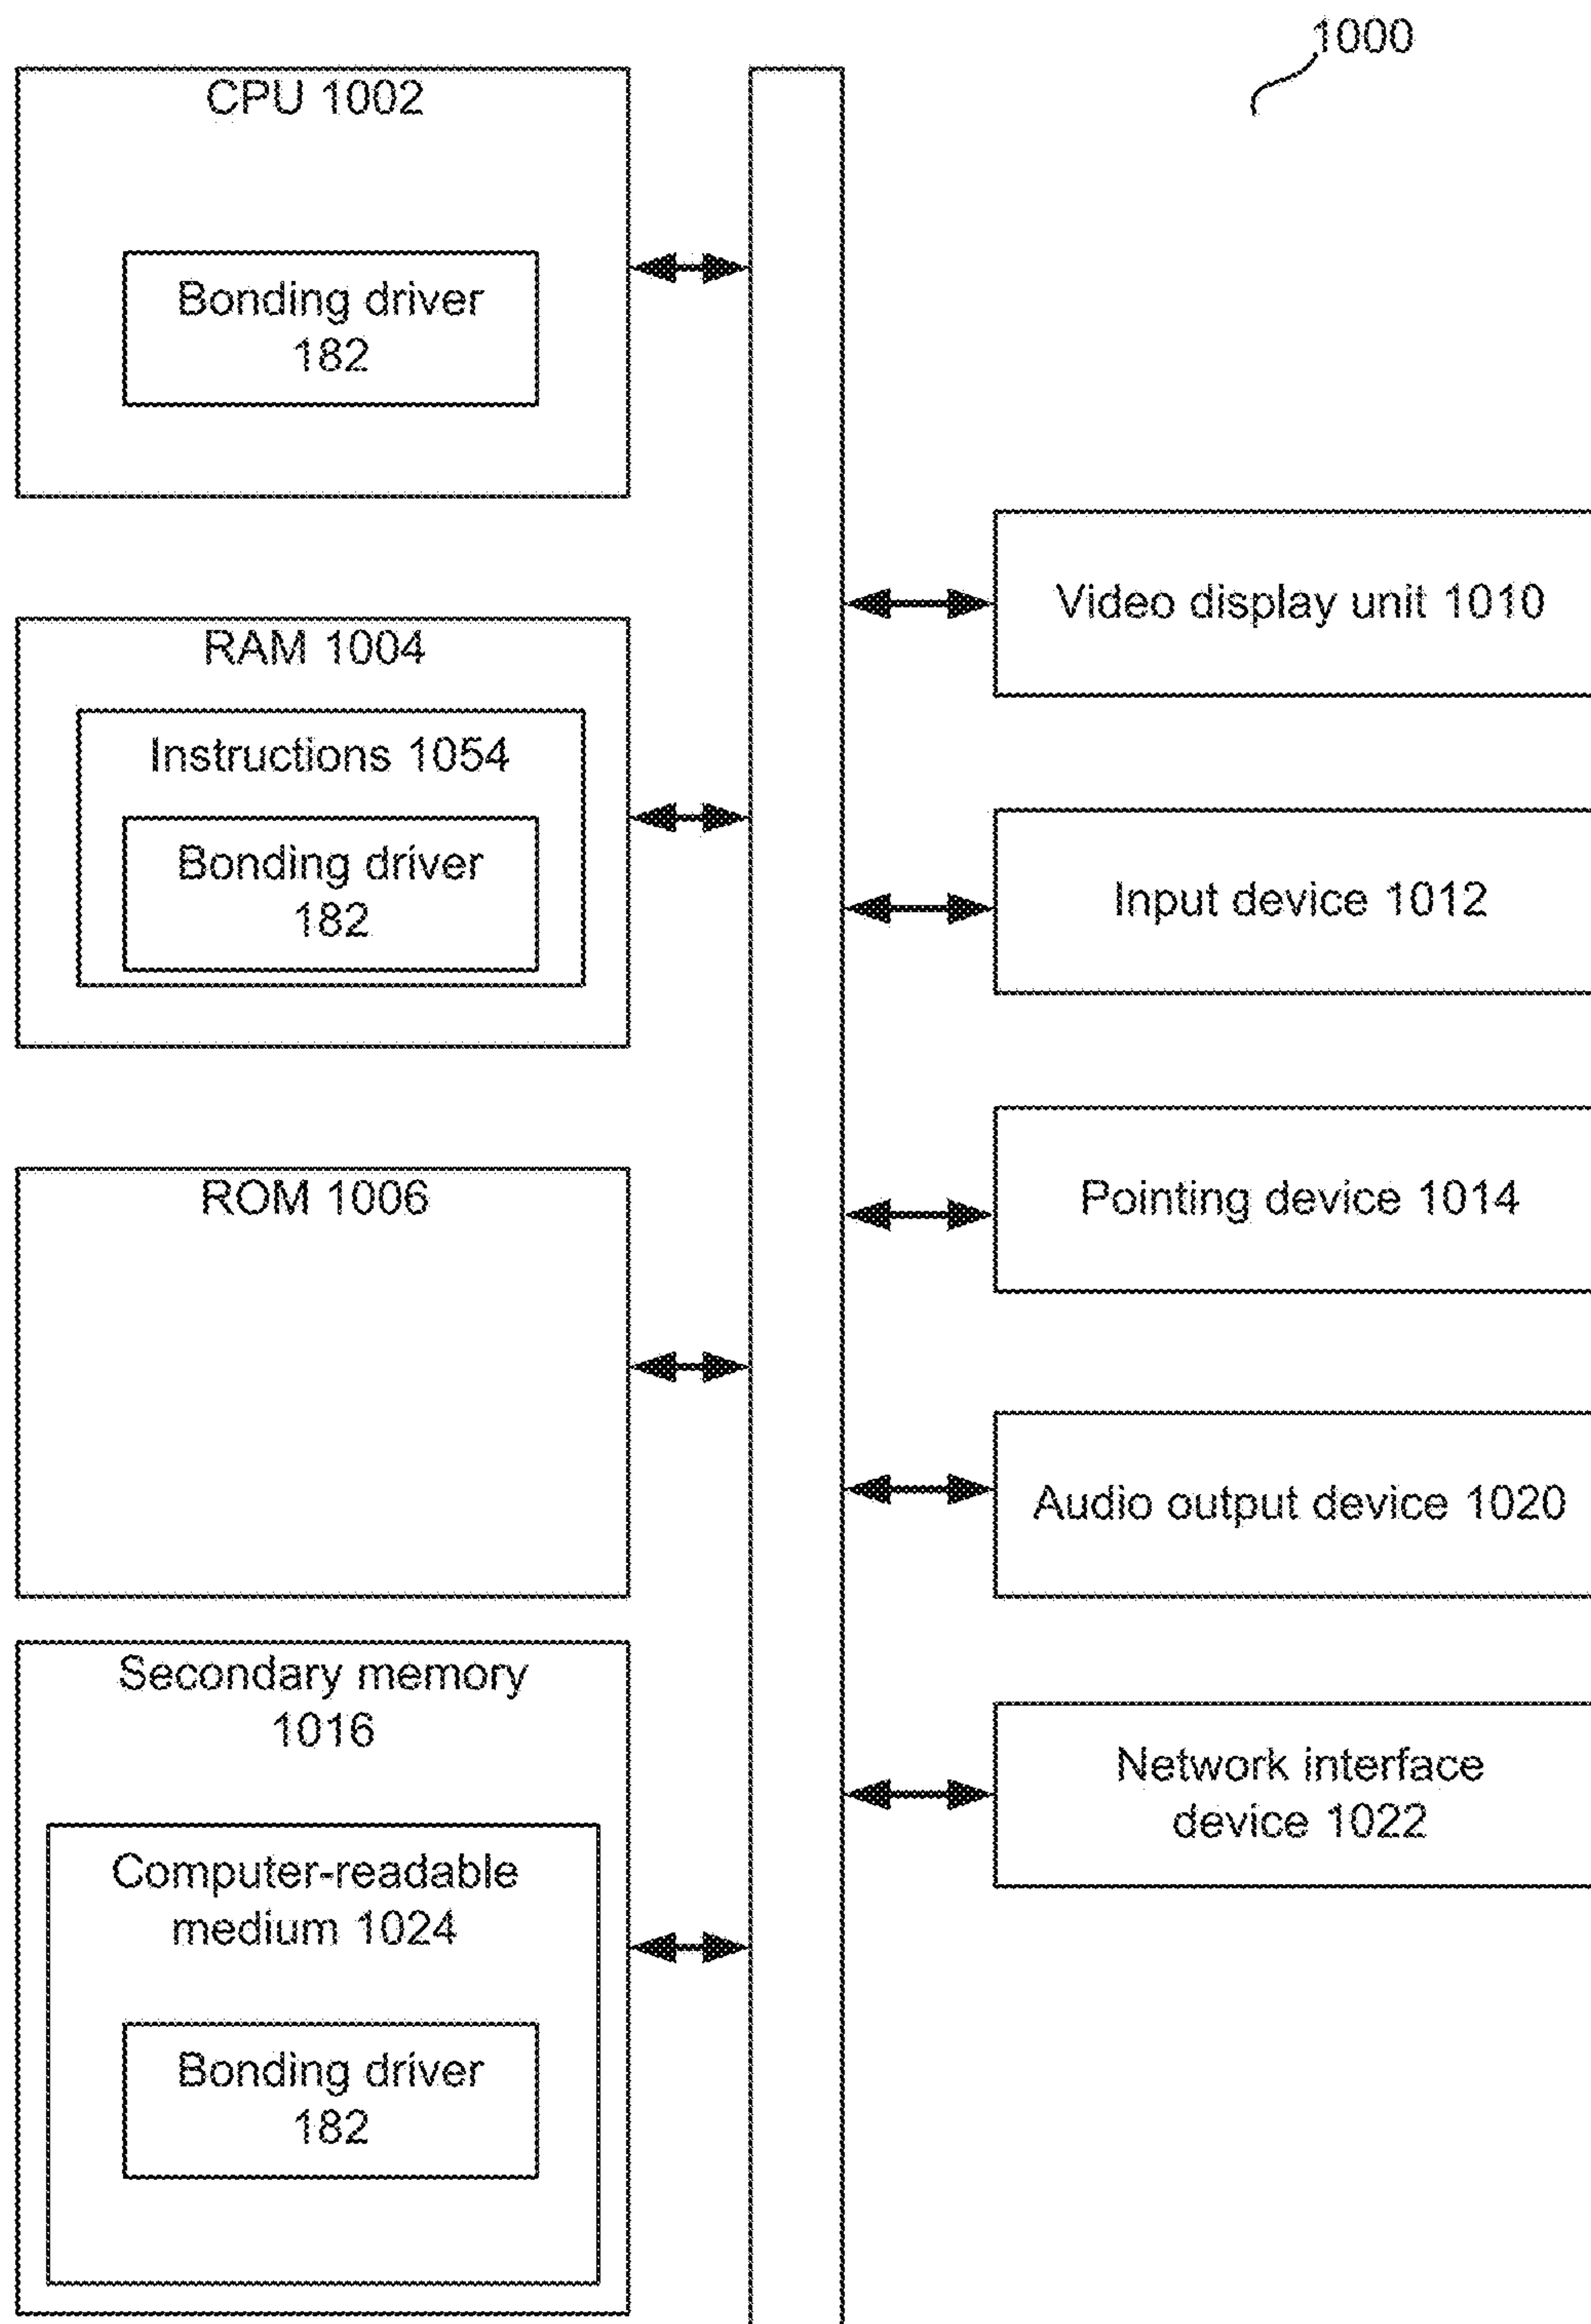 1000
CPU 1002
Bonding driver
182
RAM 1004
Instructions 1054
Bonding driver
182
ROM 1006
Secondary memory
1016
Computer-readable
medium 1024
Bonding driver
182
Video display unit 1010
Input device 1012
Pointing device 1014
Audio output device 1020
Network interface
device 1022